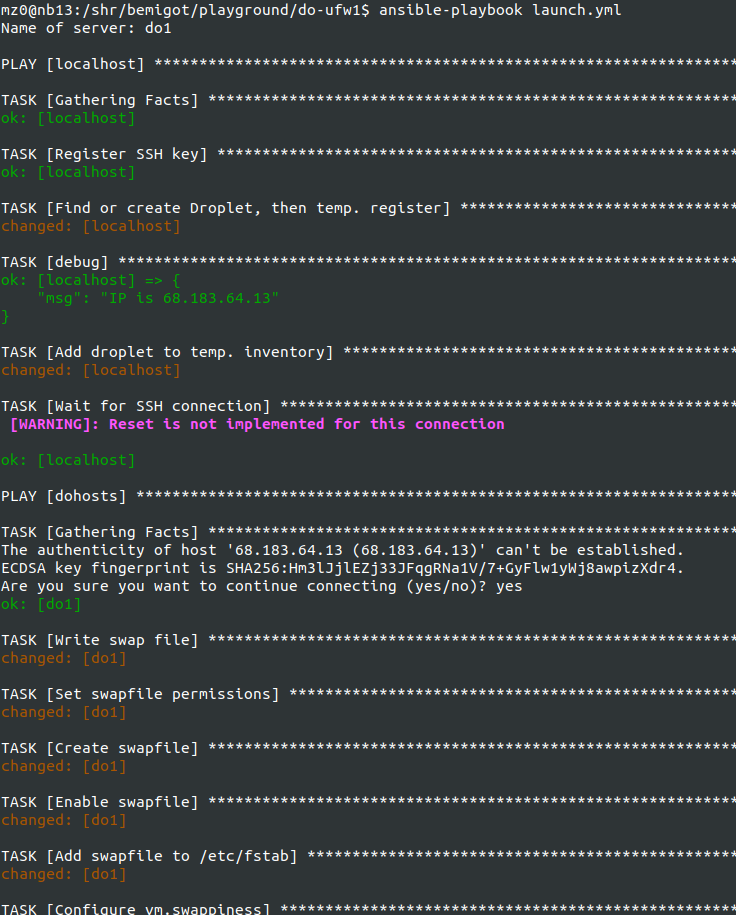 mz0@nb13:/shr/bemigot/playground/do-ufw1$ ansible-playbook launch.yml
Name of server: do1
PLAY [localhost] *****************************************************************
TASK [Gathering Facts] ***********************************************************
ok: [localhost]
TASK [Register SSH key] **********************************************************
ok: [localhost]
TASK [Find or create Droplet, then temp. register] *******************************
changed: [localhost]
TASK [debug] *********************************************************************
ok: [localhost] => {
    "msg": "IP is 68.183.64.13"
}
TASK [Add droplet to temp. inventory] ********************************************
changed: [localhost]
TASK [Wait for SSH connection] ***************************************************
 [WARNING]: Reset is not implemented for this connection
ok: [localhost]
PLAY [dohosts] *******************************************************************
TASK [Gathering Facts] ***********************************************************
The authenticity of host '68.183.64.13 (68.183.64.13)' can't be established.
ECDSA key fingerprint is SHA256:Hm3lJjlEZj33JFqgRNa1V/7+GyFlw1yWj8awpizXdr4.
Are you sure you want to continue connecting (yes/no)? yes
ok: [do1]
TASK [Write swap file] ***********************************************************
changed: [do1]
TASK [Set swapfile permissions] **************************************************
changed: [do1]
TASK [Create swapfile] ***********************************************************
changed: [do1]
TASK [Enable swapfile] ***********************************************************
changed: [do1]
TASK [Add swapfile to /etc/fstab] ************************************************
changed: [do1]
TASK [Configure vm.swappiness] ***************************************************